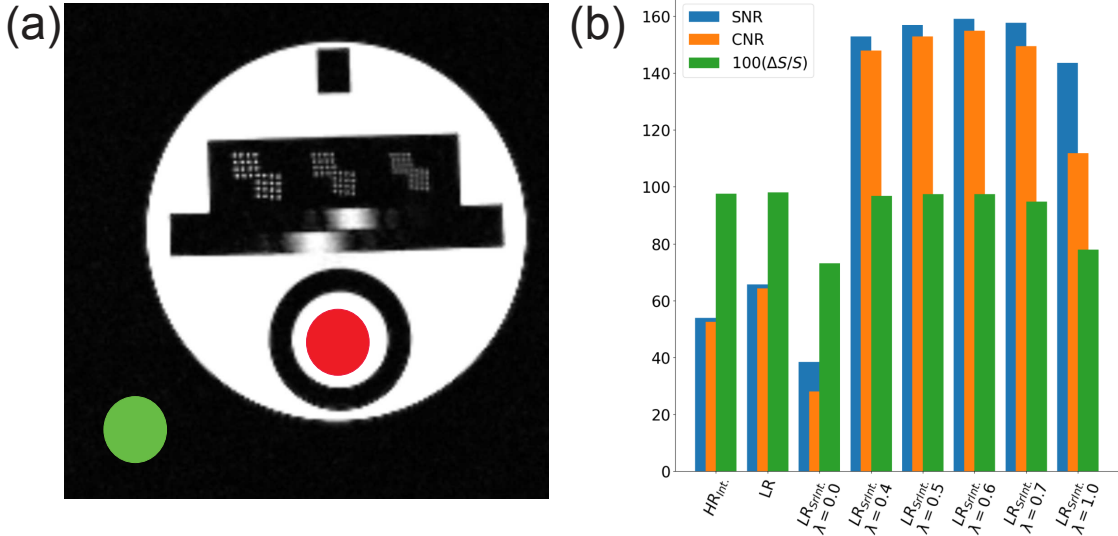 (a)
(b)
SNR
CNR
100(ΔS/S)
160
140
120
100
80
60
40
20
0
HR_Int.
LR
LR_SrInt.
λ = 0.0
LR_SrInt.
λ = 0.4
LR_SrInt.
λ = 0.5
LR_SrInt.
λ = 0.6
LR_SrInt.
λ = 0.7
LR_SrInt.
λ = 1.0